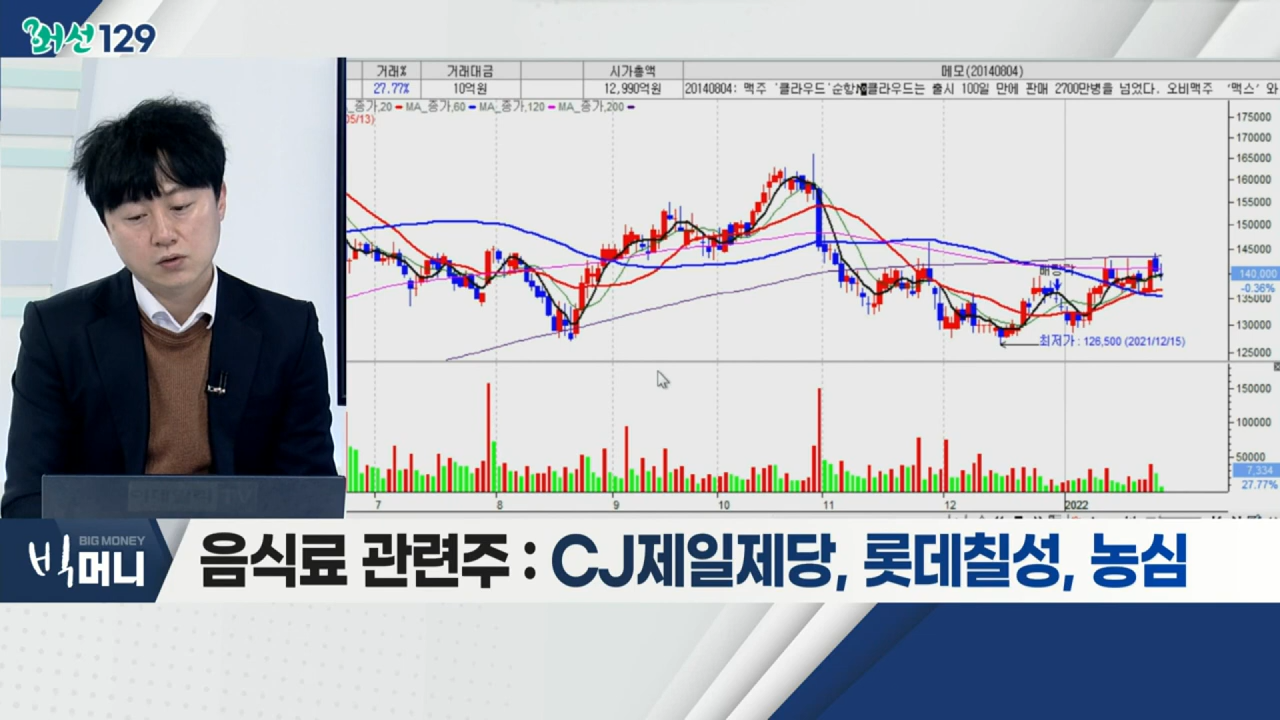 퍼선129
거래% 거래대금 시가총액 메모(20140804)
27.77% 10억원 12,990억원 20140804: 맥주 '클라우드'순항 클라우드는 출시 100일 만에 판매 2700만병을 넘었다. 오비맥주 '맥스' 와
종가,20 MA_종가,60 MA_종가,120 MA_종가,200
05/13)
175000
170000
165000
160000
155000
150000
145000
140,000
-0.36%
135000
130000
125000
최저가 : 126,500 (2021/12/15)
150000
100000
50000
7,334
27.77%
7 8 9 10 11 12 2022
BIG MONEY
빅머니
음식료 관련주 : CJ제일제당, 롯데칠성, 농심